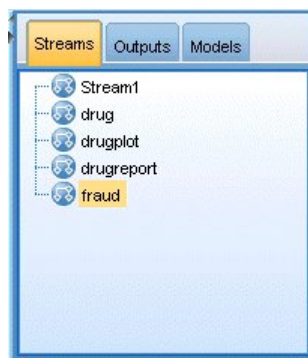 Streams Outputs Models
Stream1
drug
drugplot
drugreport
fraud